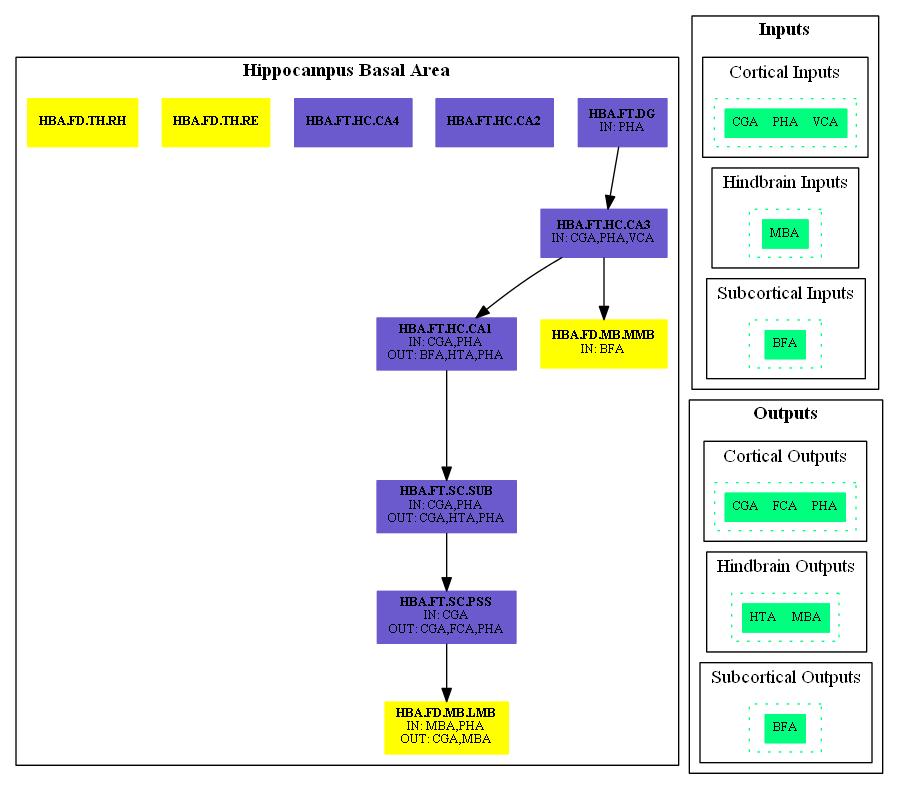 Hippocampus Basal Area
HBA.FD.TH.RH
HBA.FD.TH.RE
HBA.FT.HC.CA4
HBA.FT.HC.CA2
HBA.FT.DG
IN: PHA
HBA.FT.HC.CA3
IN: CGA,PHA,VCA
HBA.FT.HC.CA1
IN: CGA,PHA
OUT: BFA,HTA,PHA
HBA.FD.MB.MMB
IN: BFA
HBA.FT.SC.SUB
IN: CGA,PHA
OUT: CGA,HTA,PHA
HBA.FT.SC.PSS
IN: CGA
OUT: CGA,FCA,PHA
HBA.FD.MB.LMB
IN: MBA,PHA
OUT: CGA,MBA
Inputs
Cortical Inputs
CGA PHA VCA
Hindbrain Inputs
MBA
Subcortical Inputs
BFA
Outputs
Cortical Outputs
CGA FCA PHA
Hindbrain Outputs
HTA MBA
Subcortical Outputs
BFA